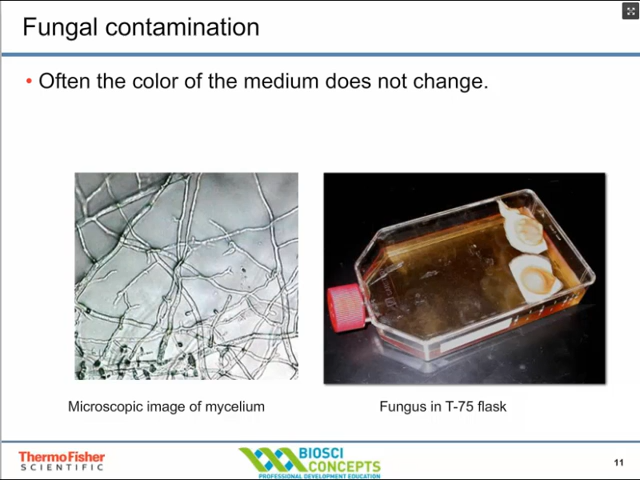 Fungal contamination
• Often the color of the medium does not change.
Microscopic image of mycelium
Fungus in T-75 flask
ThermoFisher
SCIENTIFIC
BIOSCI
CONCEPTS
PROFESSIONAL DEVELOPMENT EDUCATION
11